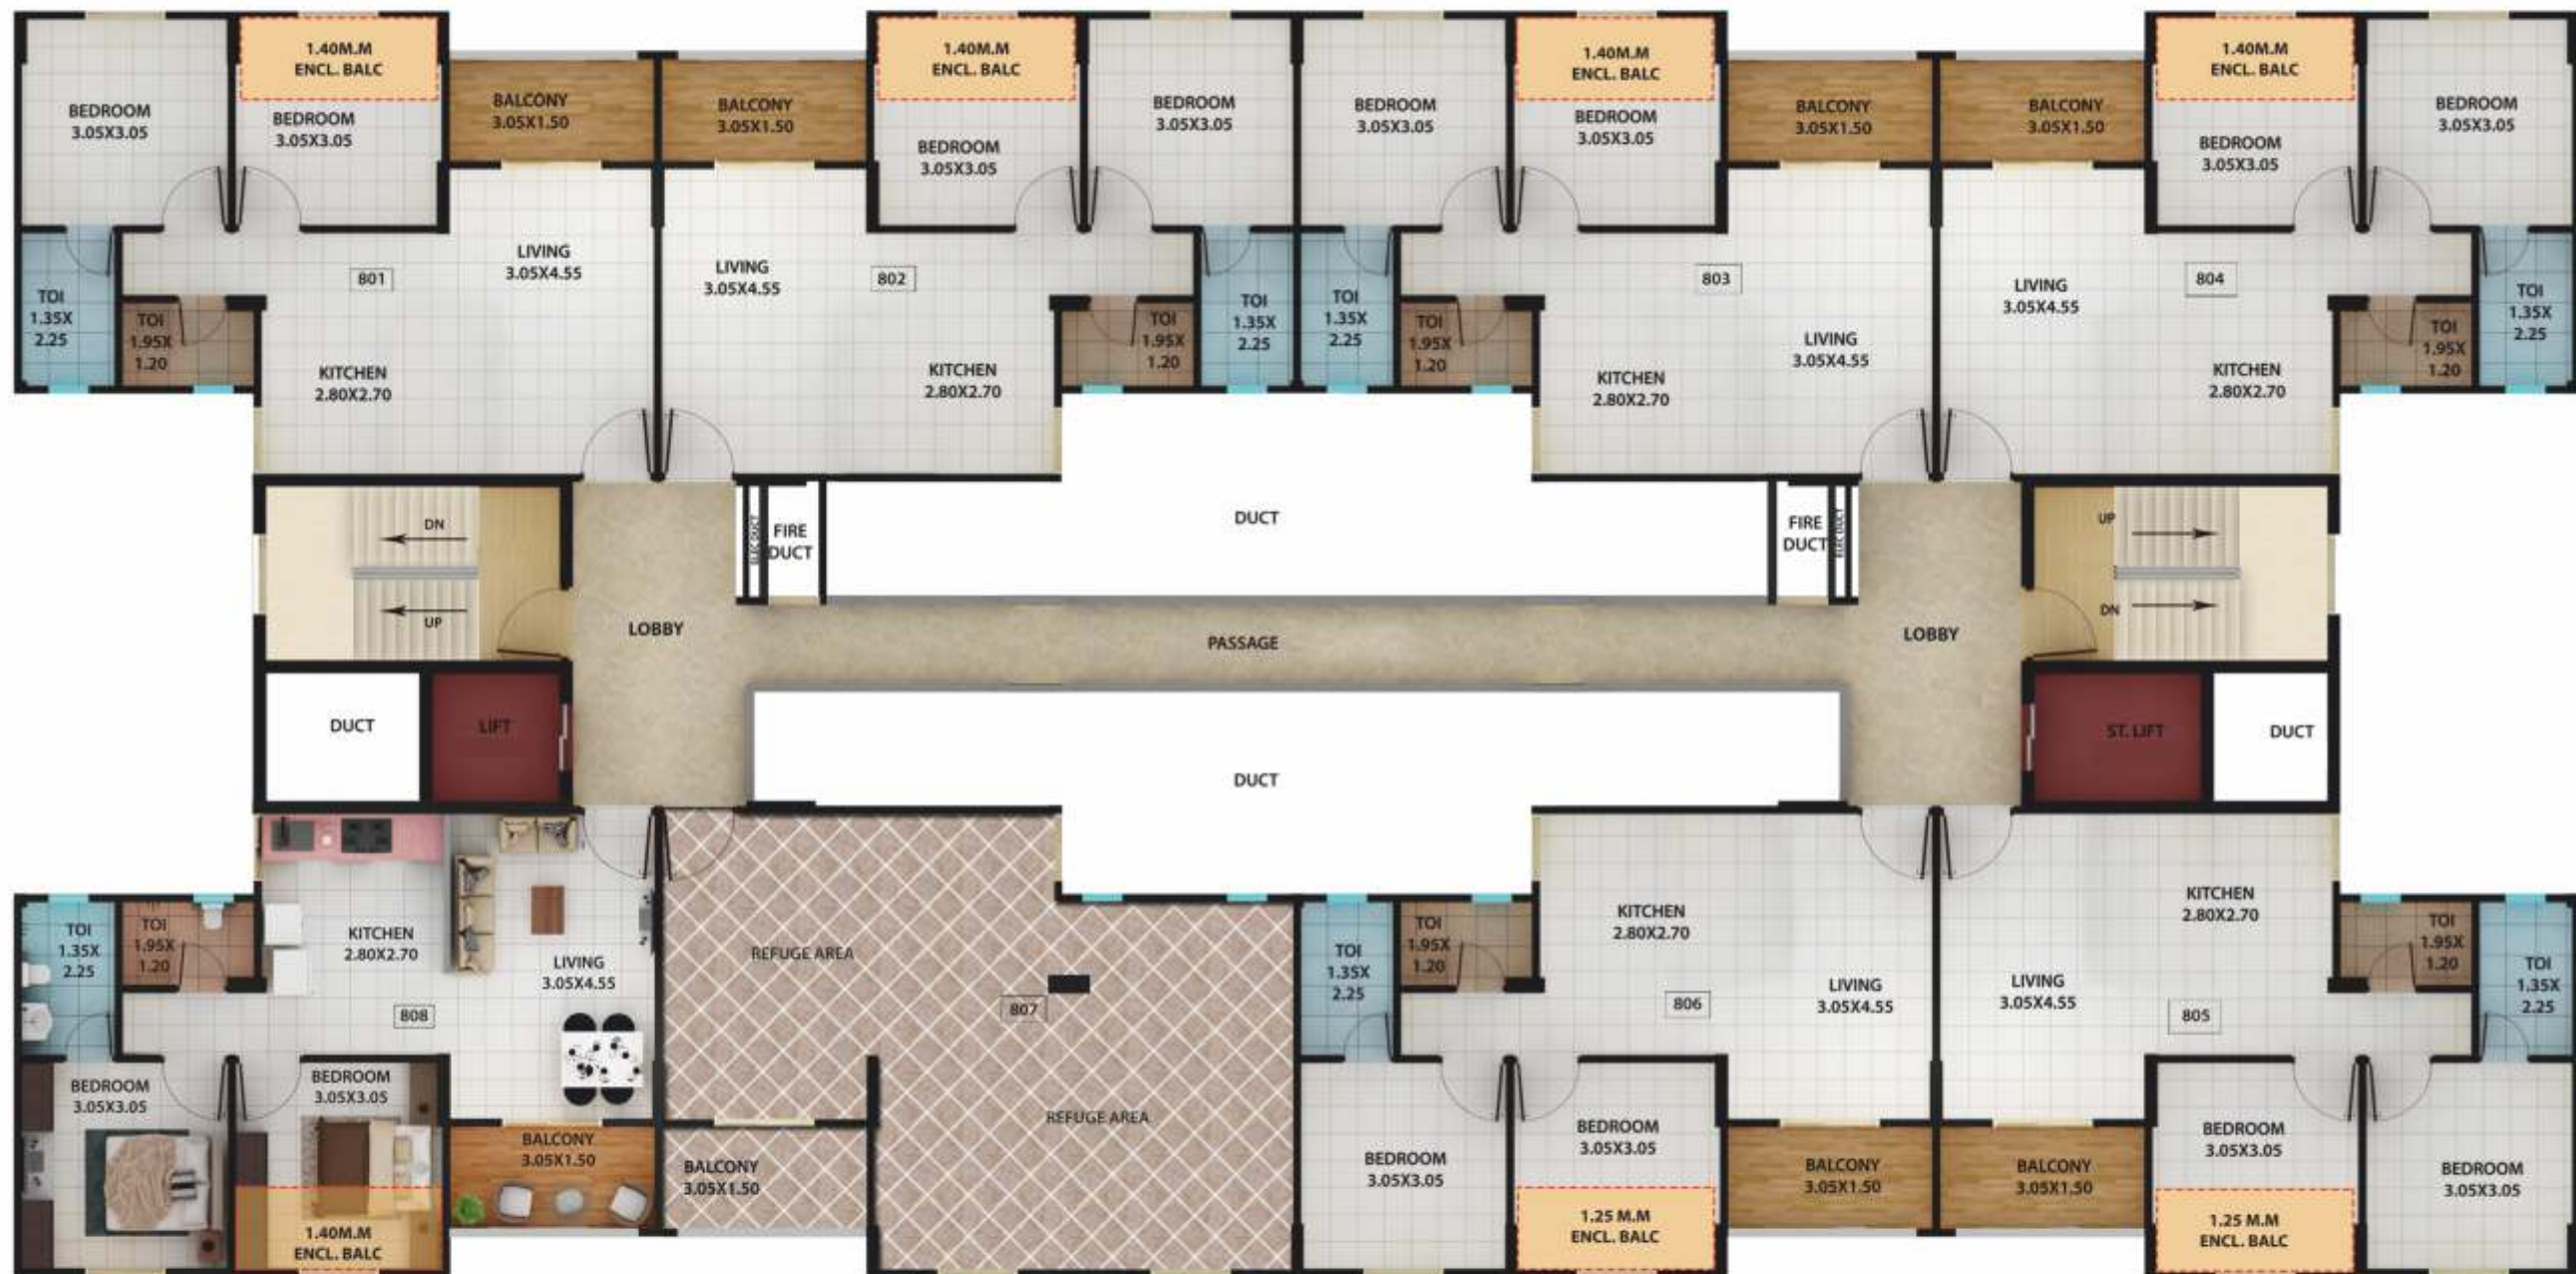 BEDROOM
3.05X3.05
1.40M.M
ENCL. BALC
BEDROOM
3.05X3.05
BALCONY
3.05X1.50
BALCONY
3.05X1.50
1.40M.M
ENCL. BALC
BEDROOM
3.05X3.05
BEDROOM
3.05X3.05
BEDROOM
3.05X3.05
1.40M.M
ENCL. BALC
BEDROOM
3.05X3.05
BALCONY
3.05X1.50
BALCONY
3.05X1.50
1.40M.M
ENCL. BALC
BEDROOM
3.05X3.05
BEDROOM
3.05X3.05
TOI
1.35X
2.25
TOI
1.95X
1.20
801
LIVING
3.05X4.55
KITCHEN
2.80X2.70
LIVING
3.05X4.55
802
KITCHEN
2.80X2.70
TOI
1.95X
1.20
TOI
1.35X
2.25
TOI
1.35X
2.25
TOI
1.95X
1.20
803
KITCHEN
2.80X2.70
LIVING
3.05X4.55
LIVING
3.05X4.55
804
KITCHEN
2.80X2.70
TOI
1.95X
1.20
TOI
1.35X
2.25
DN
UP
LOBBY
ELEC DUCT
FIRE
DUCT
DUCT
PASSAGE
FIRE
DUCT
ELEC DUCT
LOBBY
UP
DN
DUCT
LIFT
DUCT
ST. LIFT
DUCT
TOI
1.35X
2.25
TOI
1.95X
1.20
KITCHEN
2.80X2.70
LIVING
3.05X4.55
808
BEDROOM
3.05X3.05
BEDROOM
3.05X3.05
1.40M.M
ENCL. BALC
BALCONY
3.05X1.50
REFUGE AREA
807
REFUGE AREA
BALCONY
3.05X1.50
TOI
1.35X
2.25
TOI
1.95X
1.20
KITCHEN
2.80X2.70
806
LIVING
3.05X4.55
BEDROOM
3.05X3.05
BEDROOM
3.05X3.05
1.25 M.M
ENCL. BALC
BALCONY
3.05X1.50
KITCHEN
2.80X2.70
LIVING
3.05X4.55
805
TOI
1.95X
1.20
TOI
1.35X
2.25
BALCONY
3.05X1.50
BEDROOM
3.05X3.05
1.25 M.M
ENCL. BALC
BEDROOM
3.05X3.05